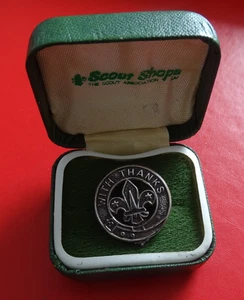 Scout Shops
THE SCOUT ASSOCIATION
WITH THANKS